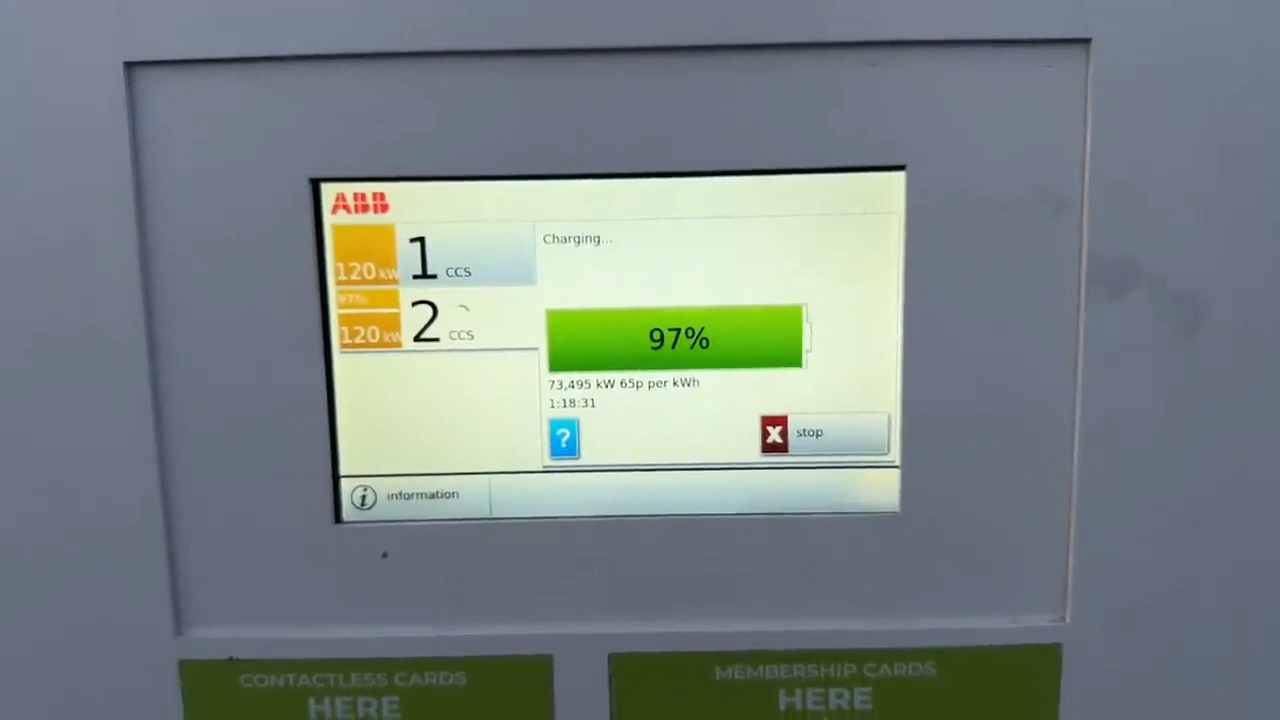 ABB
120 kW 1 CCS
97%
120 kW 2 CCS
Charging...
97%
73,495 kW 65p per kWh
1:18:31
?
X stop
i information
CONTACTLESS CARDS
HERE
MEMBERSHIP CARDS
HERE